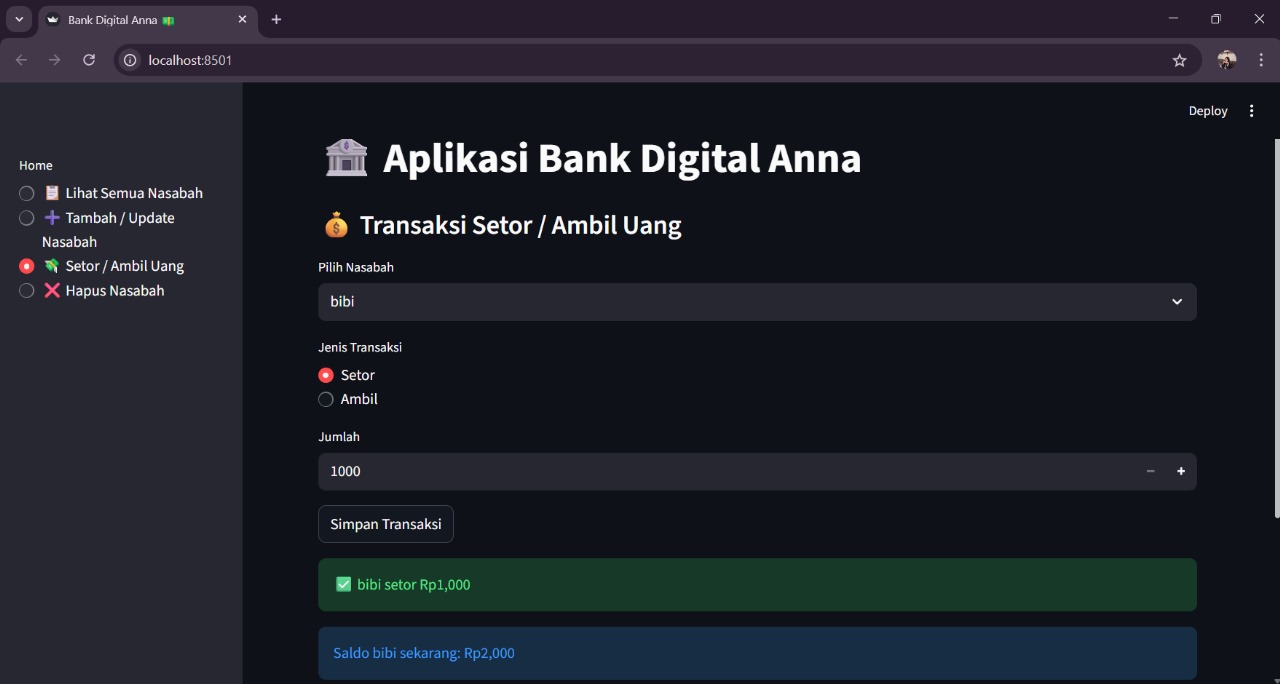 Bank Digital Anna 💵
localhost:8501
Deploy
Home
📋 Lihat Semua Nasabah
➕ Tambah / Update
Nasabah
💸 Setor / Ambil Uang
❌ Hapus Nasabah
🏦 Aplikasi Bank Digital Anna
💰 Transaksi Setor / Ambil Uang
Pilih Nasabah
bibi
Jenis Transaksi
Setor
Ambil
Jumlah
1000
Simpan Transaksi
✅ bibi setor Rp1,000
Saldo bibi sekarang: Rp2,000